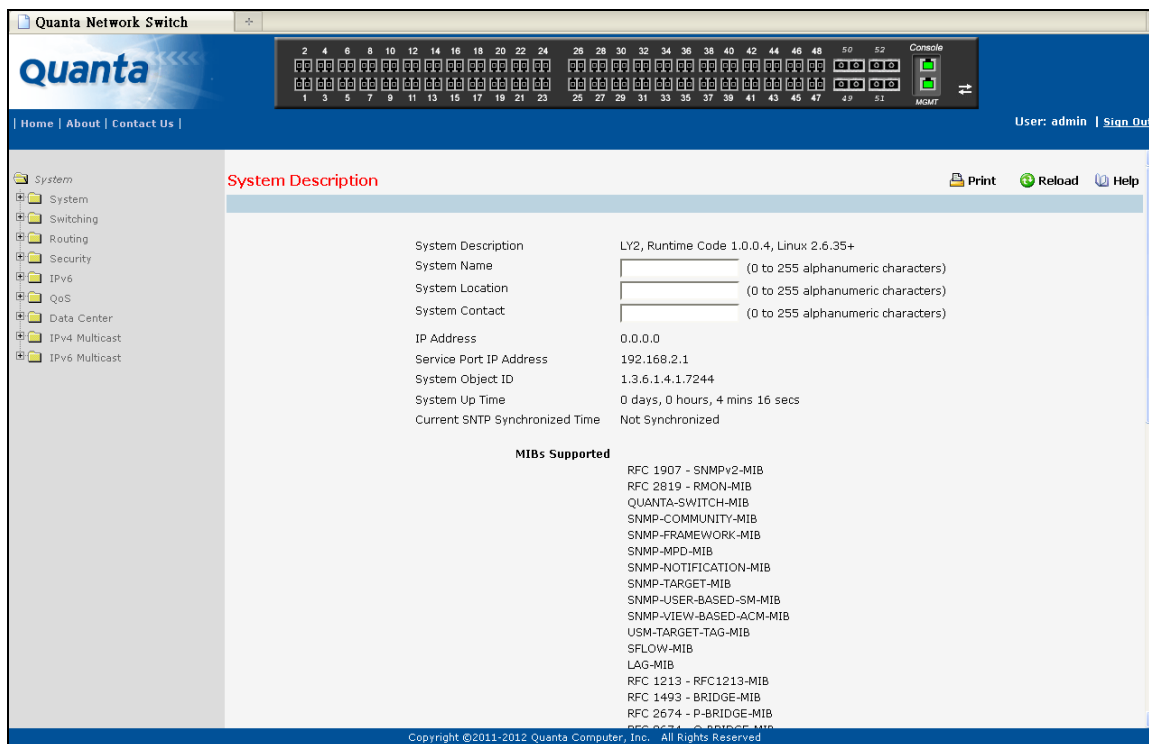 Quanta Network Switch
Quanta
2 4 6 8 10 12 14 16 18 20 22 24 26 28 30 32 34 36 38 40 42 44 46 48 50 52 Console
1 3 5 7 9 11 13 15 17 19 21 23 25 27 29 31 33 35 37 39 41 43 45 47 49 51 MGMT
| Home | About | Contact Us |
User: admin | Sign Out
System
System
Switching
Routing
Security
IPv6
QoS
Data Center
IPv4 Multicast
IPv6 Multicast
System Description
Print Reload Help
System Description LY2, Runtime Code 1.0.0.4, Linux 2.6.35+
System Name (0 to 255 alphanumeric characters)
System Location (0 to 255 alphanumeric characters)
System Contact (0 to 255 alphanumeric characters)
IP Address 0.0.0.0
Service Port IP Address 192.168.2.1
System Object ID 1.3.6.1.4.1.7244
System Up Time 0 days, 0 hours, 4 mins 16 secs
Current SNTP Synchronized Time Not Synchronized
MIBs Supported
RFC 1907 - SNMPv2-MIB
RFC 2819 - RMON-MIB
QUANTA-SWITCH-MIB
SNMP-COMMUNITY-MIB
SNMP-FRAMEWORK-MIB
SNMP-MPD-MIB
SNMP-NOTIFICATION-MIB
SNMP-TARGET-MIB
SNMP-USER-BASED-SM-MIB
SNMP-VIEW-BASED-ACM-MIB
USM-TARGET-TAG-MIB
SFLOW-MIB
LAG-MIB
RFC 1213 - RFC1213-MIB
RFC 1493 - BRIDGE-MIB
RFC 2674 - P-BRIDGE-MIB
Copyright ©2011-2012 Quanta Computer, Inc. All Rights Reserved